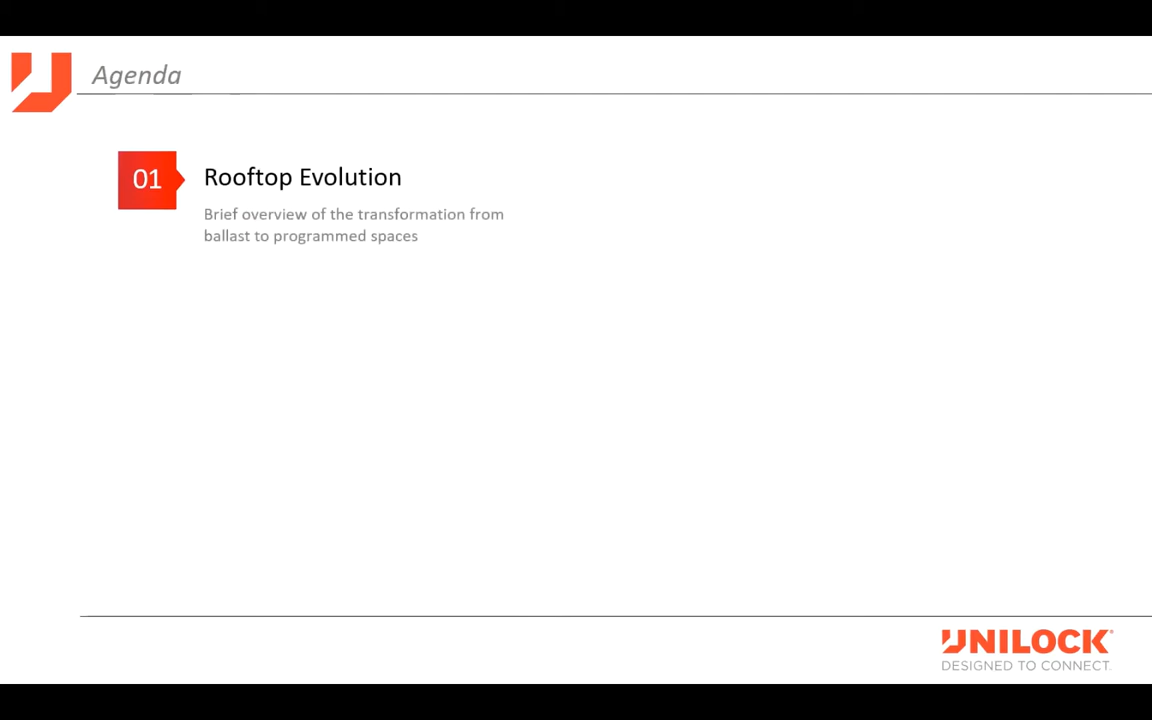 Agenda
01
Rooftop Evolution
Brief overview of the transformation from
ballast to programmed spaces
UNILOCK®
DESIGNED TO CONNECT.